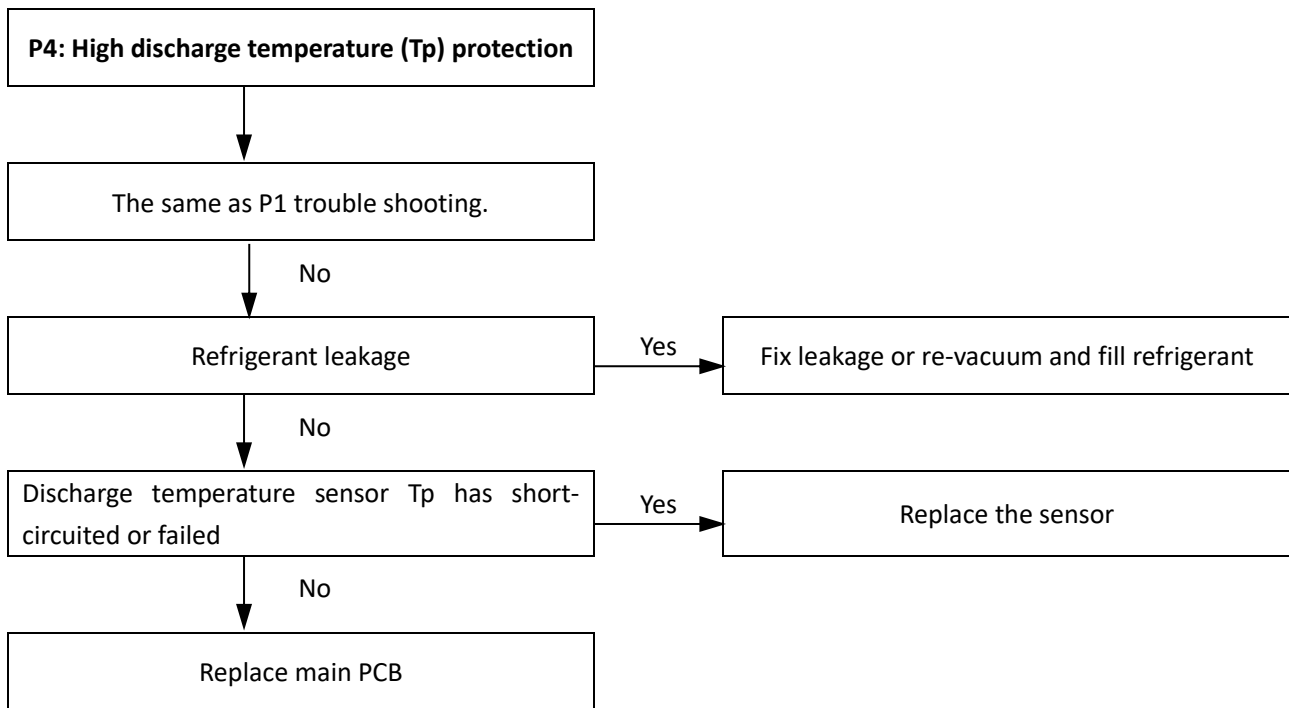 P4: High discharge temperature (Tp) protection
The same as P1 trouble shooting.
No
Refrigerant leakage
Yes
Fix leakage or re-vacuum and fill refrigerant
No
Discharge temperature sensor Tp has short-
circuited or failed
Yes
Replace the sensor
No
Replace main PCB